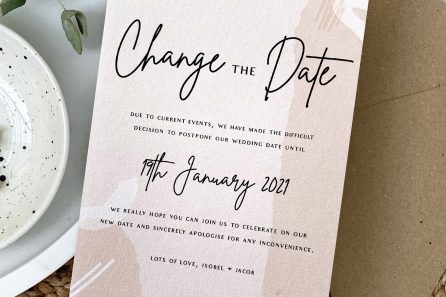 Change THE Date
DUE TO CURRENT EVENTS, WE HAVE MADE THE DIFFICULT
DECISION TO POSTPONE OUR WEDDING DATE UNTIL
19th January 2021
WE REALLY HOPE YOU CAN JOIN US TO CELEBRATE ON OUR
NEW DATE AND SINCERELY APOLOGISE FOR ANY INCONVENIENCE.
LOTS OF LOVE, ISOBEL + JACOB